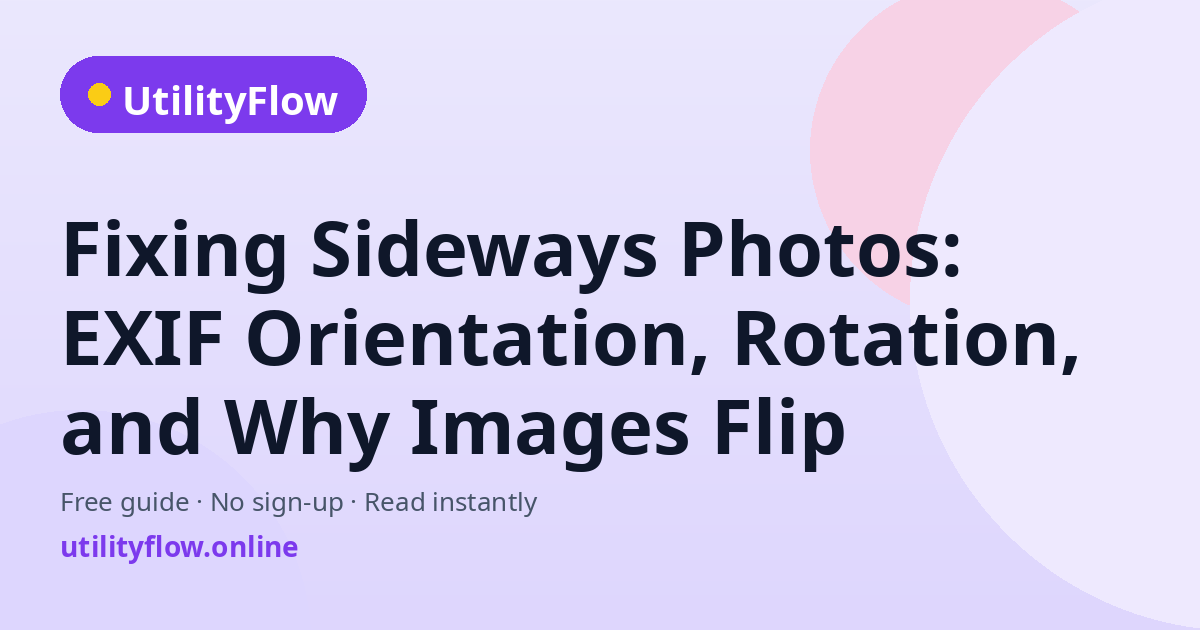 UtilityFlow
Fixing Sideways Photos:
EXIF Orientation, Rotation,
and Why Images Flip
Free guide · No sign-up · Read instantly
utilityflow.online